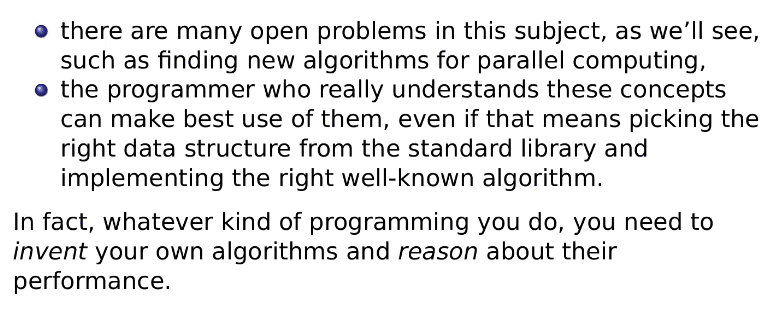 there are many open problems in this subject, as we’ll see,
such as finding new algorithms for parallel computing,
the programmer who really understands these concepts
can make best use of them, even if that means picking the
right data structure from the standard library and
implementing the right well-known algorithm.
In fact, whatever kind of programming you do, you need to
invent your own algorithms and reason about their
performance.